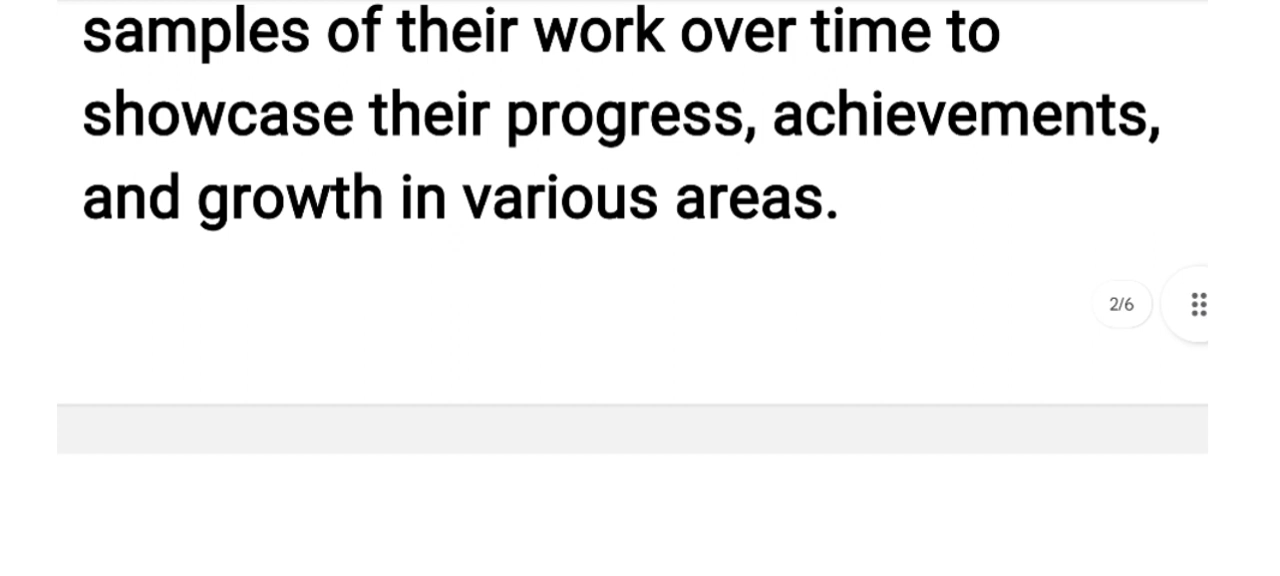 samples of their work over time to
showcase their progress, achievements,
and growth in various areas.
2/6